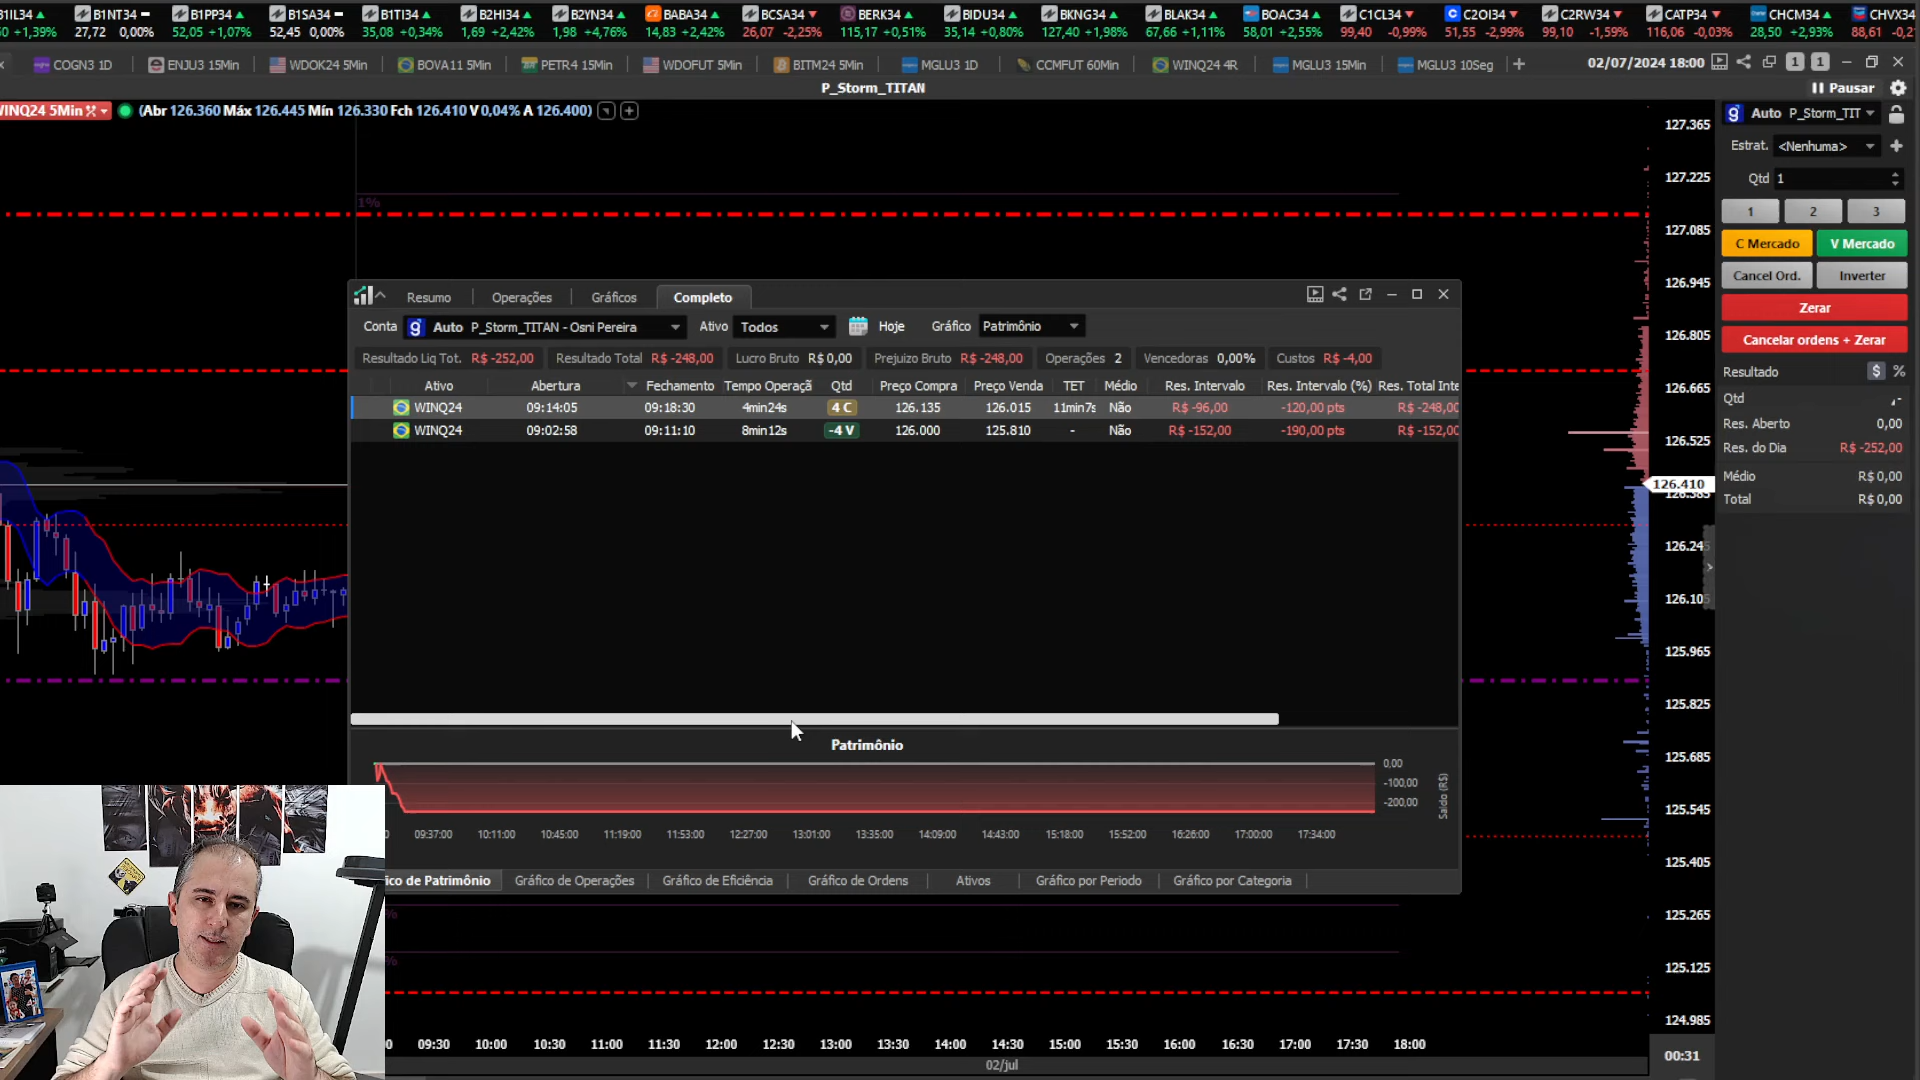 B1IL34 B1NT34 B1PP34 B1SA34 B1TI34 B2HI34 B2YN34 BABA34 BCSA34 BERK34 BIDU34 BKNG34 BLAK34 BOAC34 C1CL34 C2OI34 C2RW34 CATP34 CHCM34 CHVX34
+1,39% 27,72 0,00% 52,05 +1,07% 52,45 0,00% 35,08 +0,34% 1,69 +2,42% 1,98 +4,76% 14,83 +2,42% 26,07 -2,25% 115,17 +0,51% 35,14 +0,80% 127,40 +1,98% 67,66 +1,11% 58,01 +2,55% 99,40 -0,99% 51,55 -2,99% 99,10 -1,59% 116,06 -0,03% 28,50 +2,93% 88,61
COGN3 1D ENJU3 15Min WDOK24 5Min BOVA11 5Min PETR4 15Min WDOFUT 5Min BITM24 5Min MGLU3 1D CCMFUT 60Min WINQ24 4R MGLU3 15Min MGLU3 10Seg + 02/07/2024 18:00 1 1
P_Storm_TITAN
Pausar
WINQ24 5Min (Abr 126.360 Máx 126.445 Mín 126.330 Fch 126.410 V 0,04% A 126.400)
Auto P_Storm_TIT
Estrat. <Nenhuma>
Qtd 1
1 2 3
C Mercado V Mercado
Cancel Ord. Inverter
Zerar
Cancelar ordens + Zerar
Resultado $ %
Qtd -
Res. Aberto 0,00
Res. do Dia R$ -252,00
Médio R$ 0,00
Total R$ 0,00
1%
Resumo Operações Gráficos Completo
Conta Auto P_Storm_TITAN - Osni Pereira Ativo Todos Hoje Gráfico Patrimônio
Resultado Liq Tot. R$ -252,00 Resultado Total R$ -248,00 Lucro Bruto R$ 0,00 Prejuizo Bruto R$ -248,00 Operações 2 Vencedoras 0,00% Custos R$ -4,00
Ativo Abertura Fechamento Tempo Operaçã Qtd Preço Compra Preço Venda TET Médio Res. Intervalo Res. Intervalo (%) Res. Total Inte
WINQ24 09:14:05 09:18:30 4min24s 4 C 126.135 126.015 11min7s Não R$ -96,00 -120,00 pts R$ -248,00
WINQ24 09:02:58 09:11:10 8min12s -4 V 126.000 125.810 - Não R$ -152,00 -190,00 pts R$ -152,00
Patrimônio
0,00
-100,00
-200,00
Saldo (R$)
09:37:00 10:11:00 10:45:00 11:19:00 11:53:00 12:27:00 13:01:00 13:35:00 14:09:00 14:43:00 15:18:00 15:52:00 16:26:00 17:00:00 17:34:00
ico de Patrimônio Gráfico de Operações Gráfico de Eficiência Gráfico de Ordens Ativos Gráfico por Periodo Gráfico por Categoria
127.365
127.225
127.085
126.945
126.805
126.665
126.525
126.410
126.385
126.245
126.105
125.965
125.825
125.685
125.545
125.405
125.265
125.125
124.985
00:31
09:30 10:00 10:30 11:00 11:30 12:00 12:30 13:00 13:30 14:00 14:30 15:00 15:30 16:00 16:30 17:00 17:30 18:00
02/jul